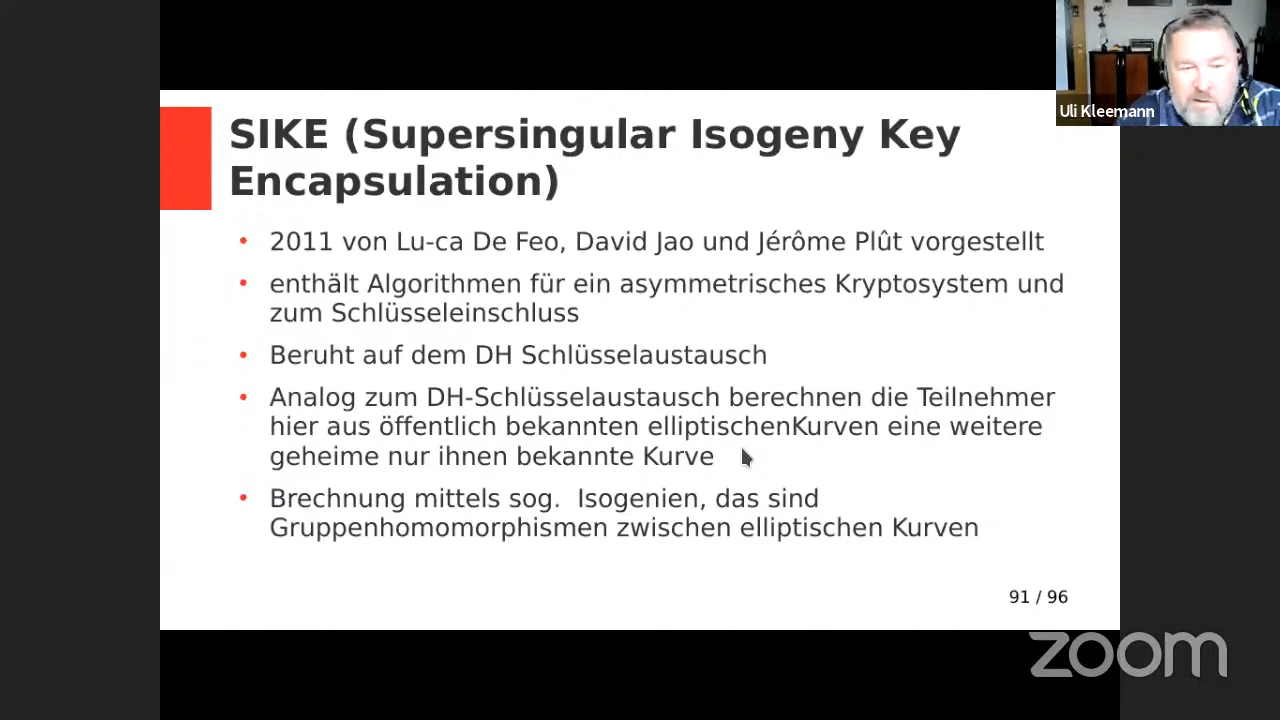 Uli Kleemann
SIKE (Supersingular Isogeny Key
Encapsulation)
• 2011 von Lu-ca De Feo, David Jao und Jérôme Plût vorgestellt
• enthält Algorithmen für ein asymmetrisches Kryptosystem und
zum Schlüsseleinschluss
• Beruht auf dem DH Schlüsselaustausch
• Analog zum DH-Schlüsselaustausch berechnen die Teilnehmer
hier aus öffentlich bekannten elliptischenKurven eine weitere
geheime nur ihnen bekannte Kurve
• Brechnung mittels sog.  Isogenien, das sind
Gruppenhomomorphismen zwischen elliptischen Kurven
91 / 96
zoom